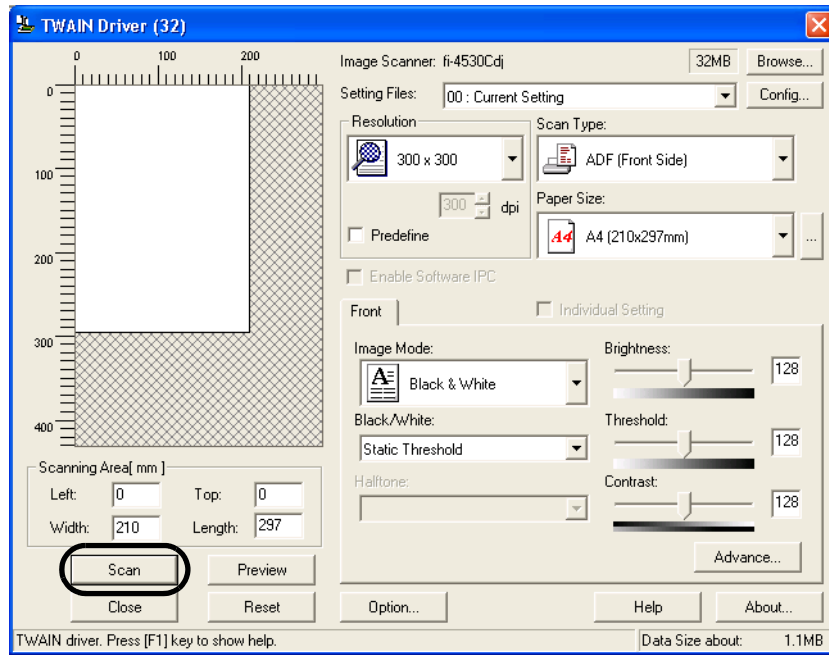 TWAIN Driver (32)
0 100 200
0
100
200
300
400
Image Scanner: fi-4530Cdj 32MB Browse...
Setting Files: 00 : Current Setting Config...
Resolution
300 x 300
300 dpi
Predefine
Scan Type:
ADF (Front Side)
Paper Size:
A4 A4 (210x297mm) ...
Enable Software IPC
Front Individual Setting
Image Mode:
A Black & White
Black/White:
Static Threshold
Halftone:
Brightness:
128
Threshold:
128
Contrast:
128
Advance...
Scanning Area[ mm ]
Left: 0 Top: 0
Width: 210 Length: 297
Scan Preview
Close Reset Option... Help About...
TWAIN driver. Press [F1] key to show help. Data Size about: 1.1MB